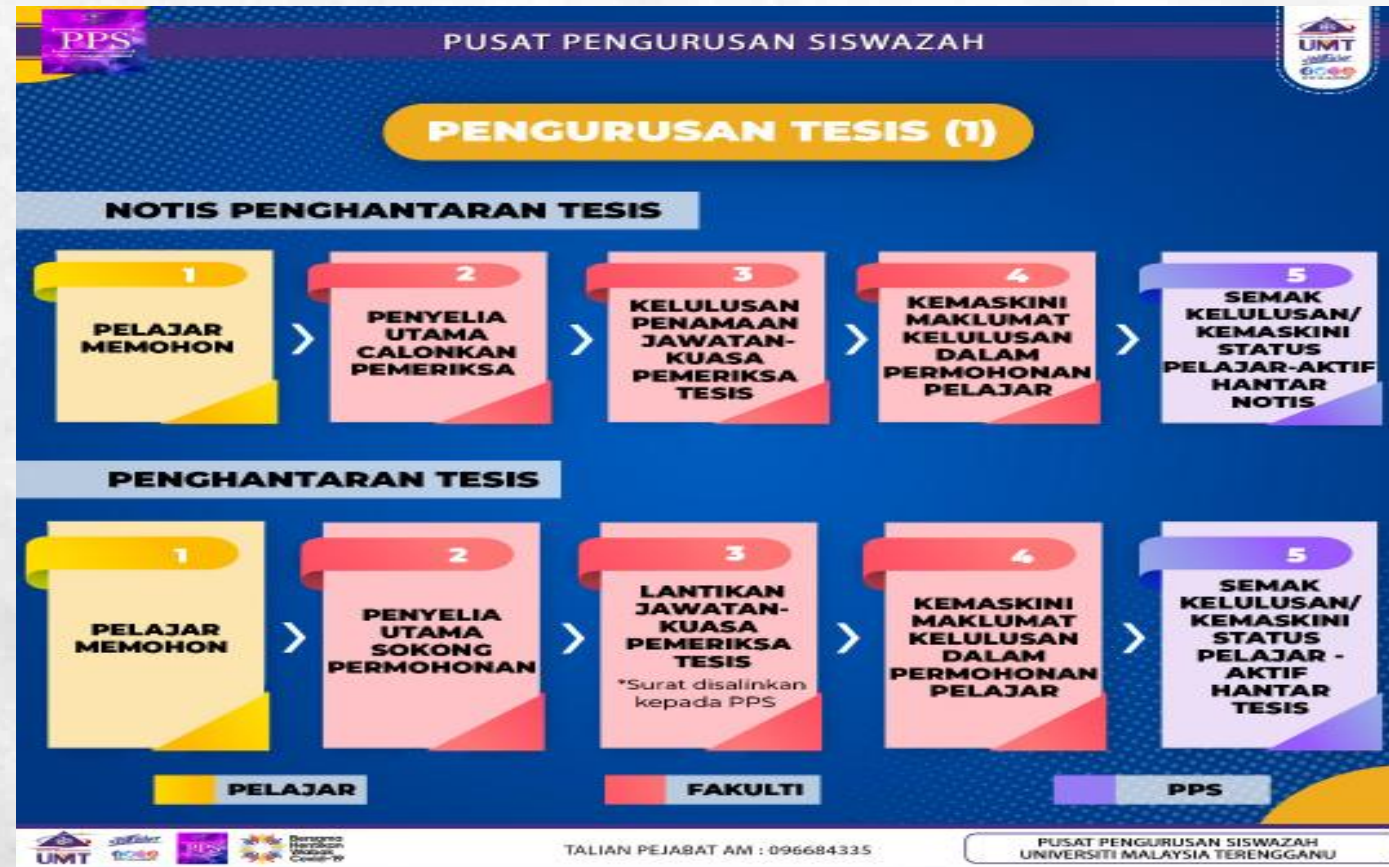 PPS
PUSAT PENGURUSAN SISWAZAH
UMT
PENGURUSAN TESIS (1)
NOTIS PENGHANTARAN TESIS
1
PELAJAR
MEMOHON
2
PENYELIA
UTAMA
CALONKAN
PEMERIKSA
3
KELULUSAN
PENAMAAN
JAWATAN-
KUASA
PEMERIKSA
TESIS
4
KEMASKINI
MAKLUMAT
KELULUSAN
DALAM
PERMOHONAN
PELAJAR
5
SEMAK
KELULUSAN/
KEMASKINI
STATUS
PELAJAR-AKTIF
HANTAR
NOTIS
PENGHANTARAN TESIS
1
PELAJAR
MEMOHON
2
PENYELIA
UTAMA
SOKONG
PERMOHONAN
3
LANTIKAN
JAWATAN-
KUASA
PEMERIKSA
TESIS
*Surat disalinkan
kepada PPS
4
KEMASKINI
MAKLUMAT
KELULUSAN
DALAM
PERMOHONAN
PELAJAR
5
SEMAK
KELULUSAN/
KEMASKINI
STATUS
PELAJAR -
AKTIF
HANTAR
TESIS
PELAJAR
FAKULTI
PPS
UMT
PPS
TALIAN PEJABAT AM : 096684335
PUSAT PENGURUSAN SISWAZAH
UNIVERSITI MALAYSIA TERENGGANU